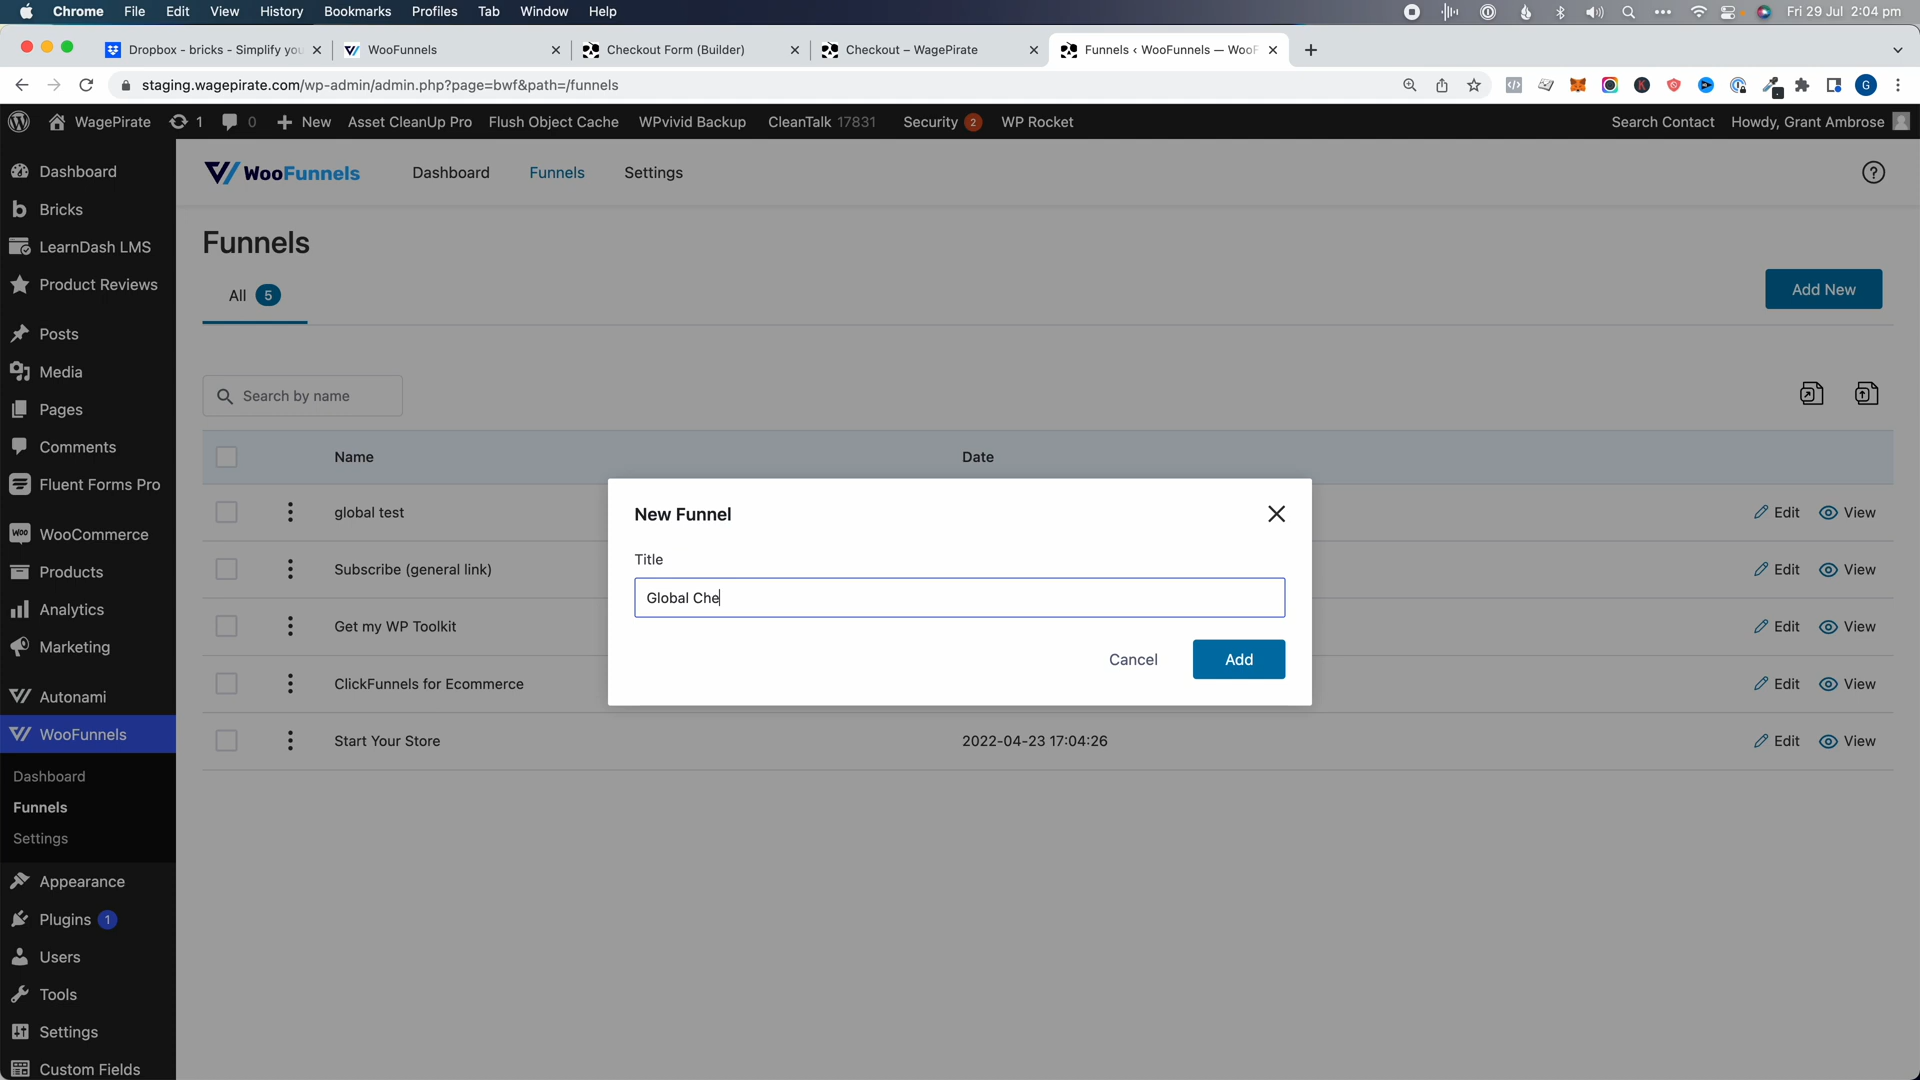 Chrome File Edit View History Bookmarks Profiles Tab Window Help
Fri 29 Jul 2:04 pm
Dropbox - bricks - Simplify you
WooFunnels
Checkout Form (Builder)
Checkout – WagePirate
Funnels ‹ WooFunnels — WooF
staging.wagepirate.com/wp-admin/admin.php?page=bwf&path=/funnels
G
WagePirate 1 0 New Asset CleanUp Pro Flush Object Cache WPvivid Backup CleanTalk 17831 Security 2 WP Rocket
Search Contact Howdy, Grant Ambrose
Dashboard
Bricks
LearnDash LMS
Product Reviews
Posts
Media
Pages
Comments
Fluent Forms Pro
WooCommerce
Products
Analytics
Marketing
Autonami
WooFunnels
Dashboard
Funnels
Settings
Appearance
Plugins 1
Users
Tools
Settings
Custom Fields
WooFunnels Dashboard Funnels Settings
Funnels
All 5
Add New
Search by name
Name Date
global test Edit View
Subscribe (general link) Edit View
Get my WP Toolkit Edit View
ClickFunnels for Ecommerce Edit View
Start Your Store 2022-04-23 17:04:26 Edit View
New Funnel
Title
Global Che
Cancel Add